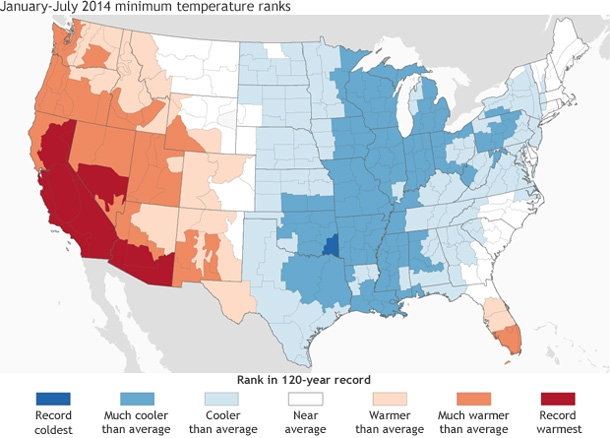 January-July 2014 minimum temperature ranks
Rank in 120-year record
Record coldest
Much cooler than average
Cooler than average
Near average
Warmer than average
Much warmer than average
Record warmest